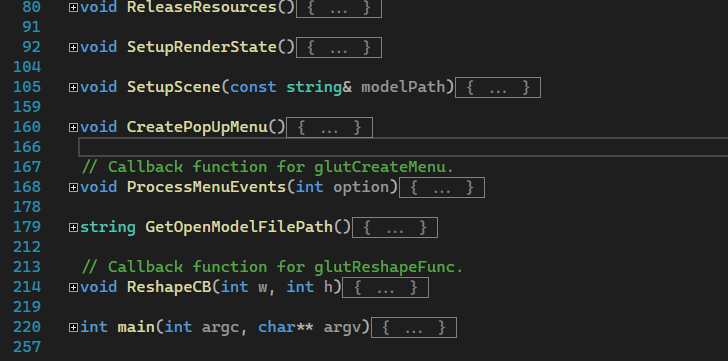 80 void ReleaseResources() { ... }
91
92 void SetupRenderState() { ... }
104
105 void SetupScene(const string& modelPath) { ... }
159
160 void CreatePopUpMenu() { ... }
166
167 // Callback function for glutCreateMenu.
168 void ProcessMenuEvents(int option) { ... }
178
179 string GetOpenModelFilePath() { ... }
212
213 // Callback function for glutReshapeFunc.
214 void ReshapeCB(int w, int h) { ... }
219
220 int main(int argc, char** argv) { ... }
257